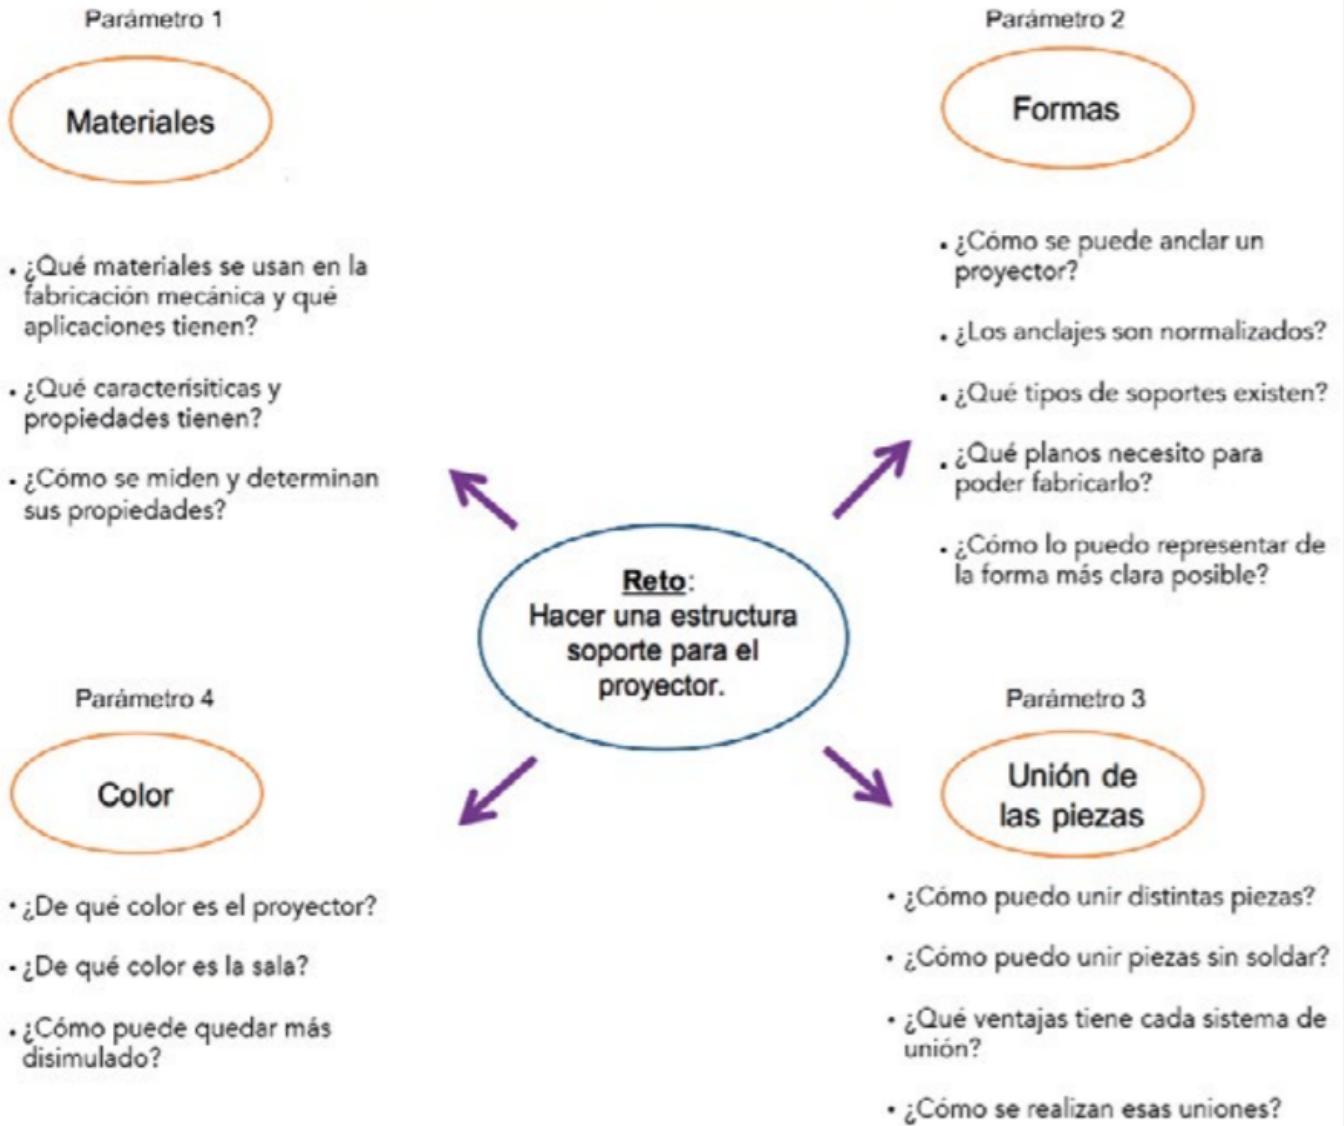 Parámetro 1
Materiales
• ¿Qué materiales se usan en la
fabricación mecánica y qué
aplicaciones tienen?
• ¿Qué caracterísiticas y
propiedades tienen?
• ¿Cómo se miden y determinan
sus propiedades?
Parámetro 2
Formas
• ¿Cómo se puede anclar un
proyector?
• ¿Los anclajes son normalizados?
• ¿Qué tipos de soportes existen?
• ¿Qué planos necesito para
poder fabricarlo?
• ¿Cómo lo puedo representar de
la forma más clara posible?
Reto:
Hacer una estructura
soporte para el
proyector.
Parámetro 4
Color
• ¿De qué color es el proyector?
• ¿De qué color es la sala?
• ¿Cómo puede quedar más
disimulado?
Parámetro 3
Unión de
las piezas
• ¿Cómo puedo unir distintas piezas?
• ¿Cómo puedo unir piezas sin soldar?
• ¿Qué ventajas tiene cada sistema de
unión?
• ¿Cómo se realizan esas uniones?